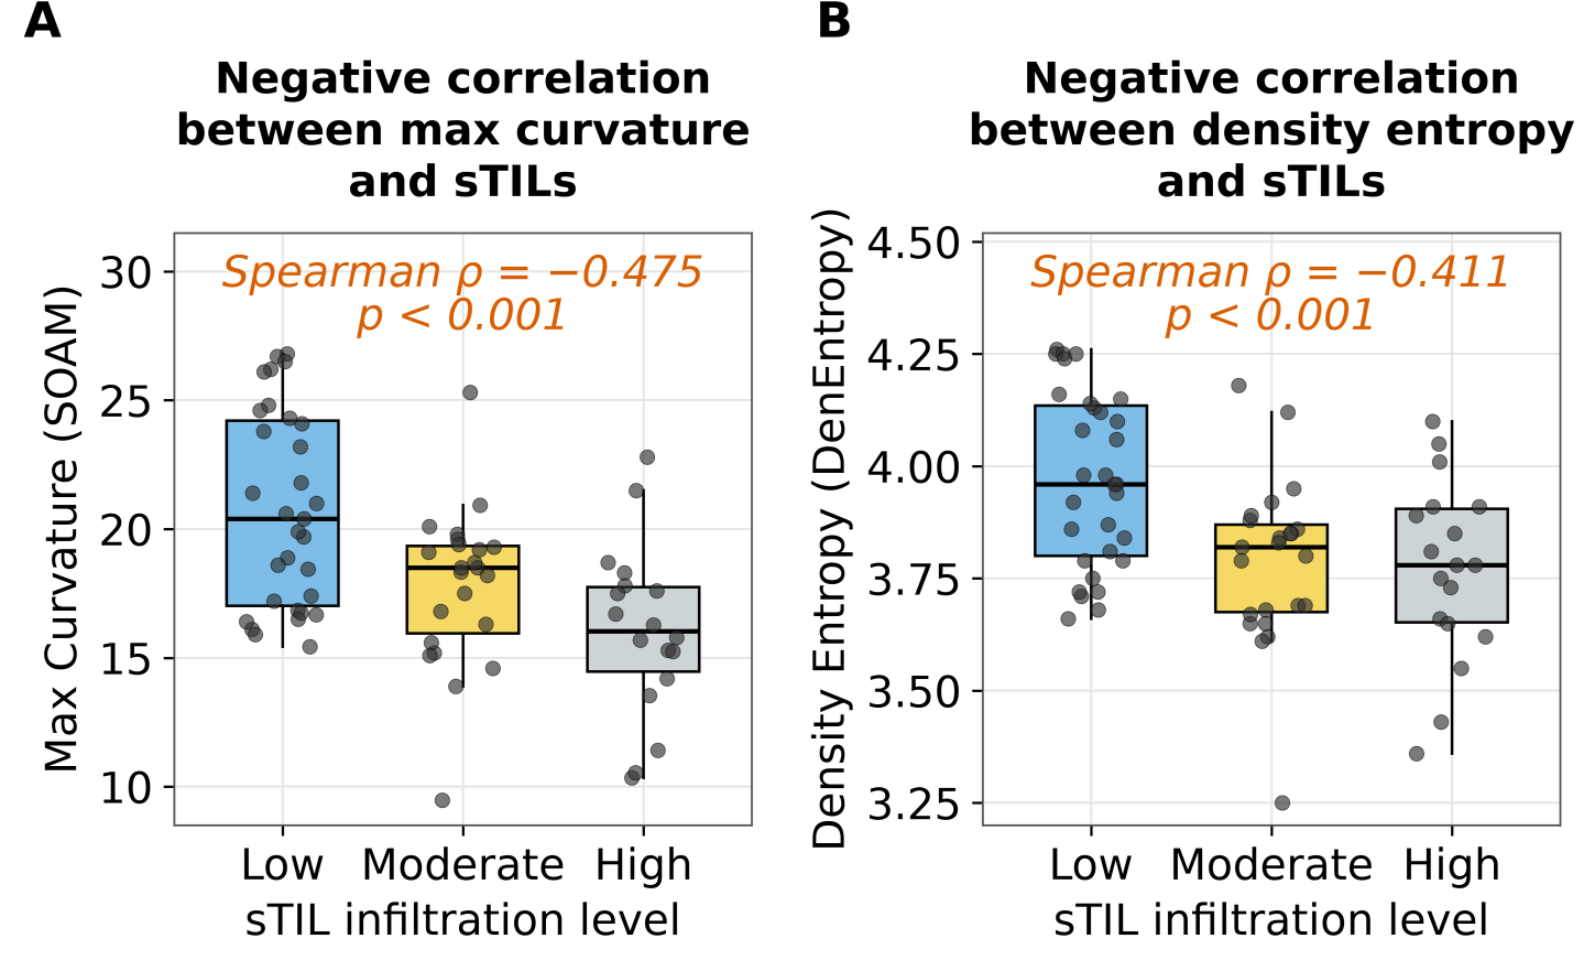 A
Negative correlation
between max curvature
and sTILs
Spearman ρ = −0.475
p < 0.001
Max Curvature (SOAM)
30
25
20
15
10
Low
Moderate
High
sTIL infiltration level
B
Negative correlation
between density entropy
and sTILs
Spearman ρ = −0.411
p < 0.001
Density Entropy (DenEntropy)
4.50
4.25
4.00
3.75
3.50
3.25
Low
Moderate
High
sTIL infiltration level